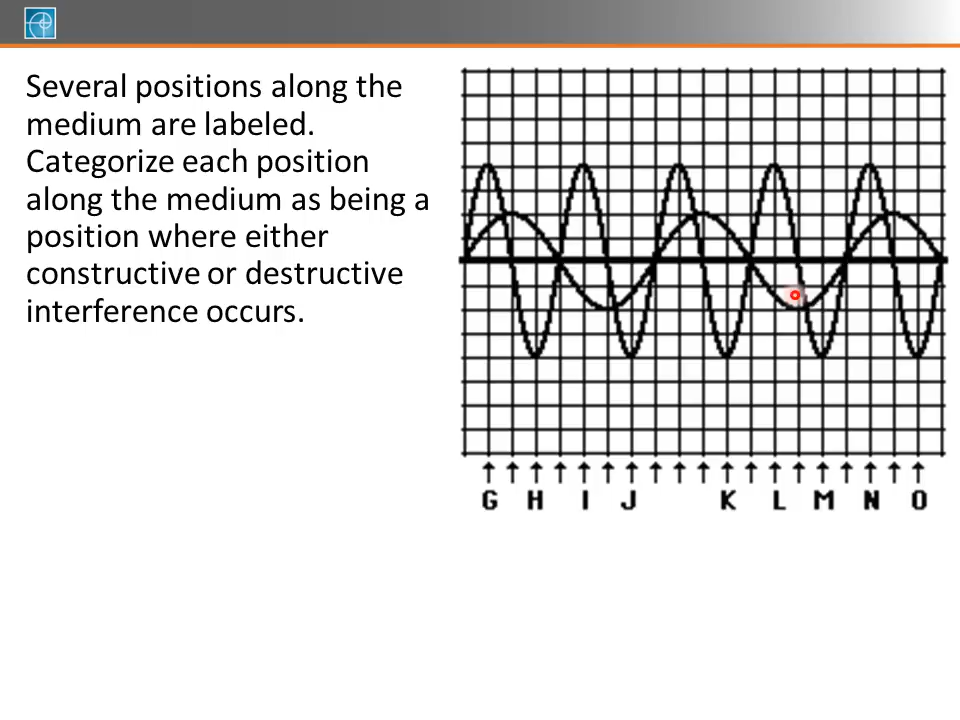 Several positions along the
medium are labeled.
Categorize each position
along the medium as being a
position where either
constructive or destructive
interference occurs.
G H I J K L M N O